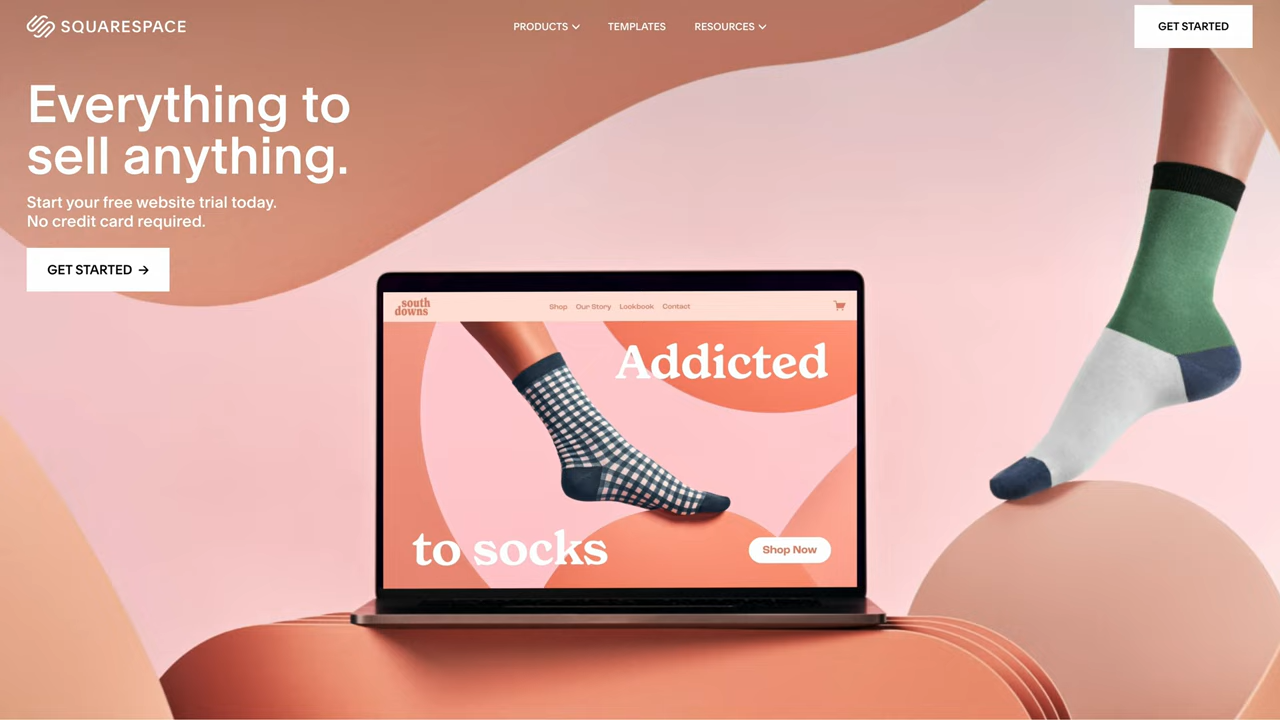 SQUARESPACE
PRODUCTS
TEMPLATES
RESOURCES
GET STARTED
Everything to
sell anything.
Start your free website trial today.
No credit card required.
GET STARTED →
south
downs
Shop
Our Story
Lookbook
Contact
Addicted
to socks
Shop Now